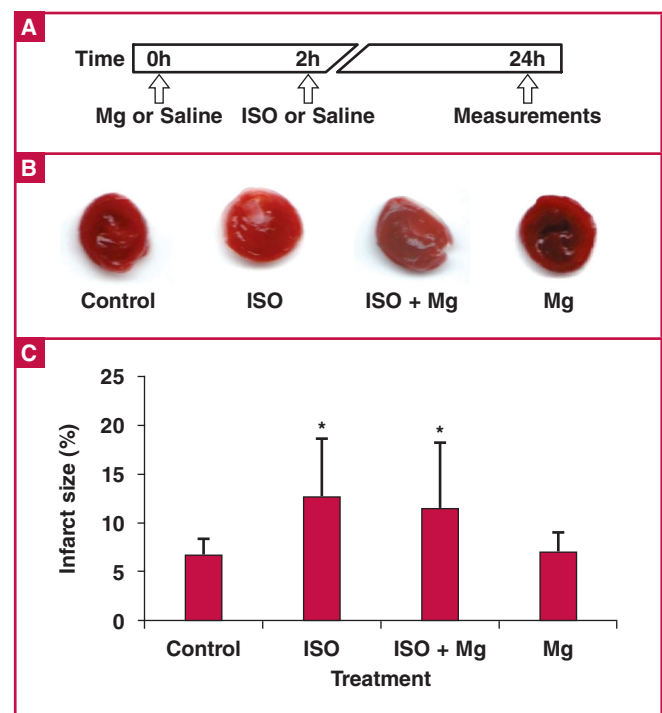 A
Time 0h 2h 24h
Mg or Saline ISO or Saline Measurements
B
Control ISO ISO + Mg Mg
C
25
20
15
10
5
0
Infarct size (%)
* *
Control ISO ISO + Mg Mg
Treatment